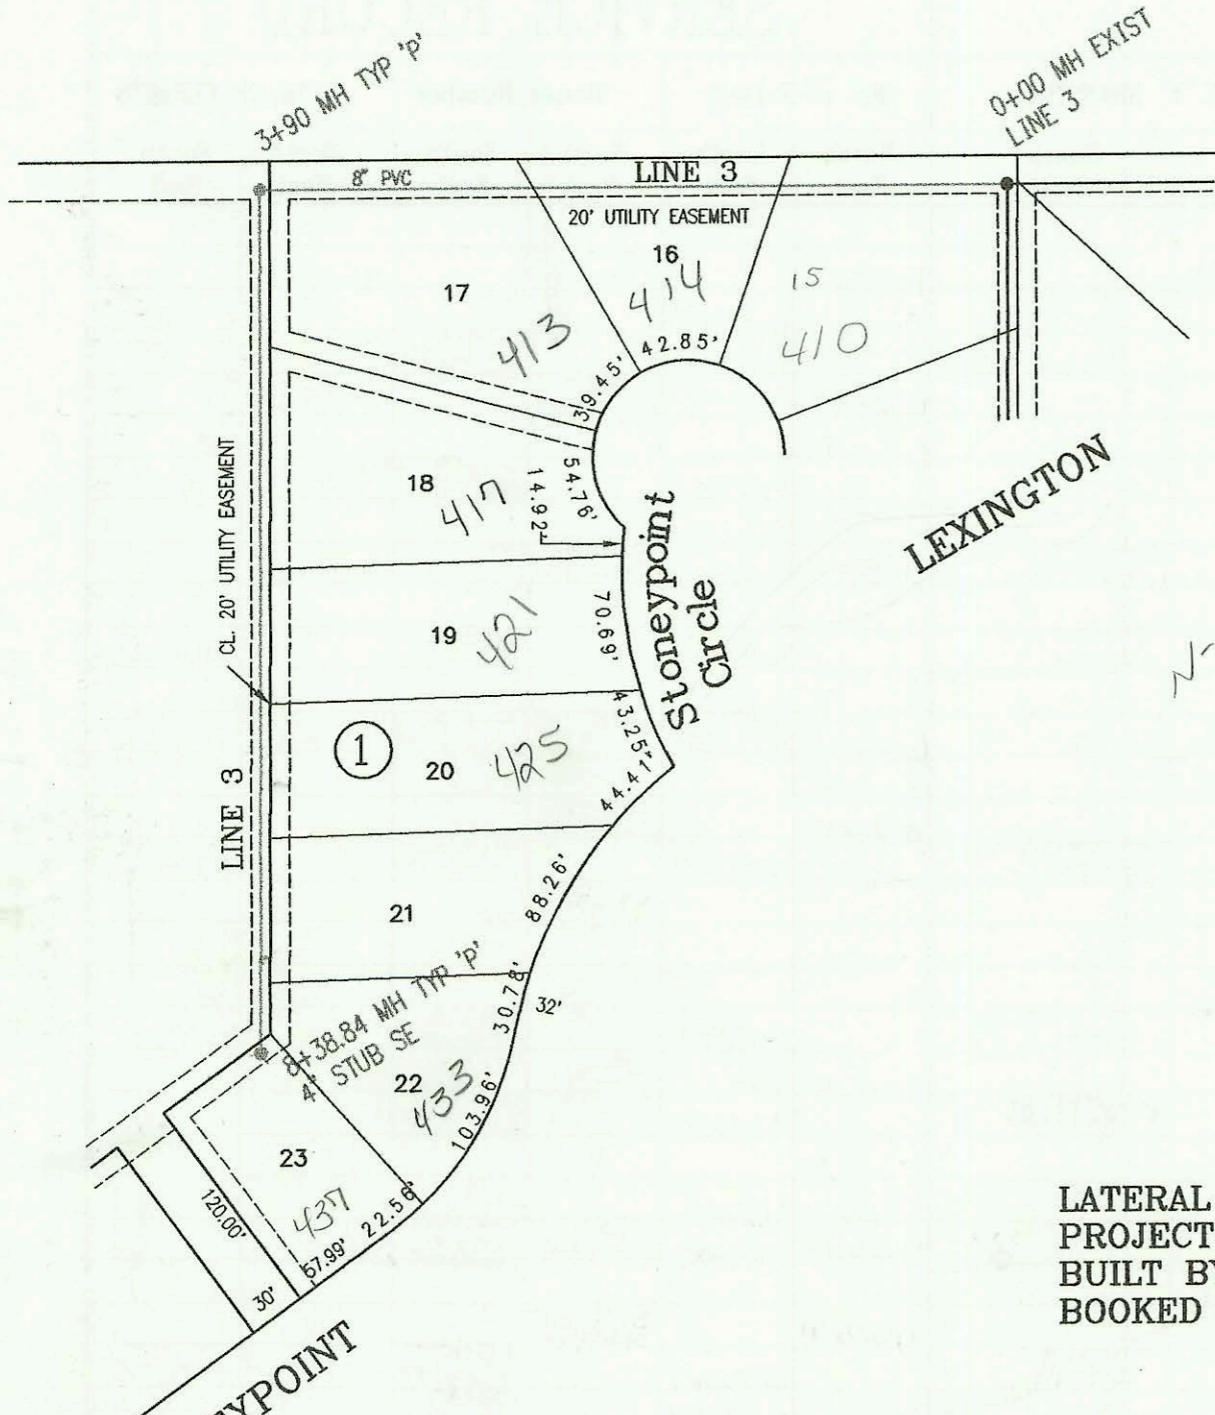 3+90 MH TYP 'p'
0+00 MH EXIST
LINE 3
8" PVC
LINE 3
20' UTILITY EASEMENT
16
414
42.85'
15
410
17
413
39.45'
18
417
54.76'
14.92'
CL. 20' UTILITY EASEMENT
LEXINGTON
Stoneypoint
Circle
19
421
70.69'
N-
1
20
425
43.25'
44.41'
LINE 3
21
88.26'
30.78'
32'
8+38.84 MH TYP 'p'
4' STUB SE
22
433
103.96'
23
437
120.00'
22.56'
57.99'
30'
YPOINT
LATERAL
PROJECT
BUILT BY
BOOKED